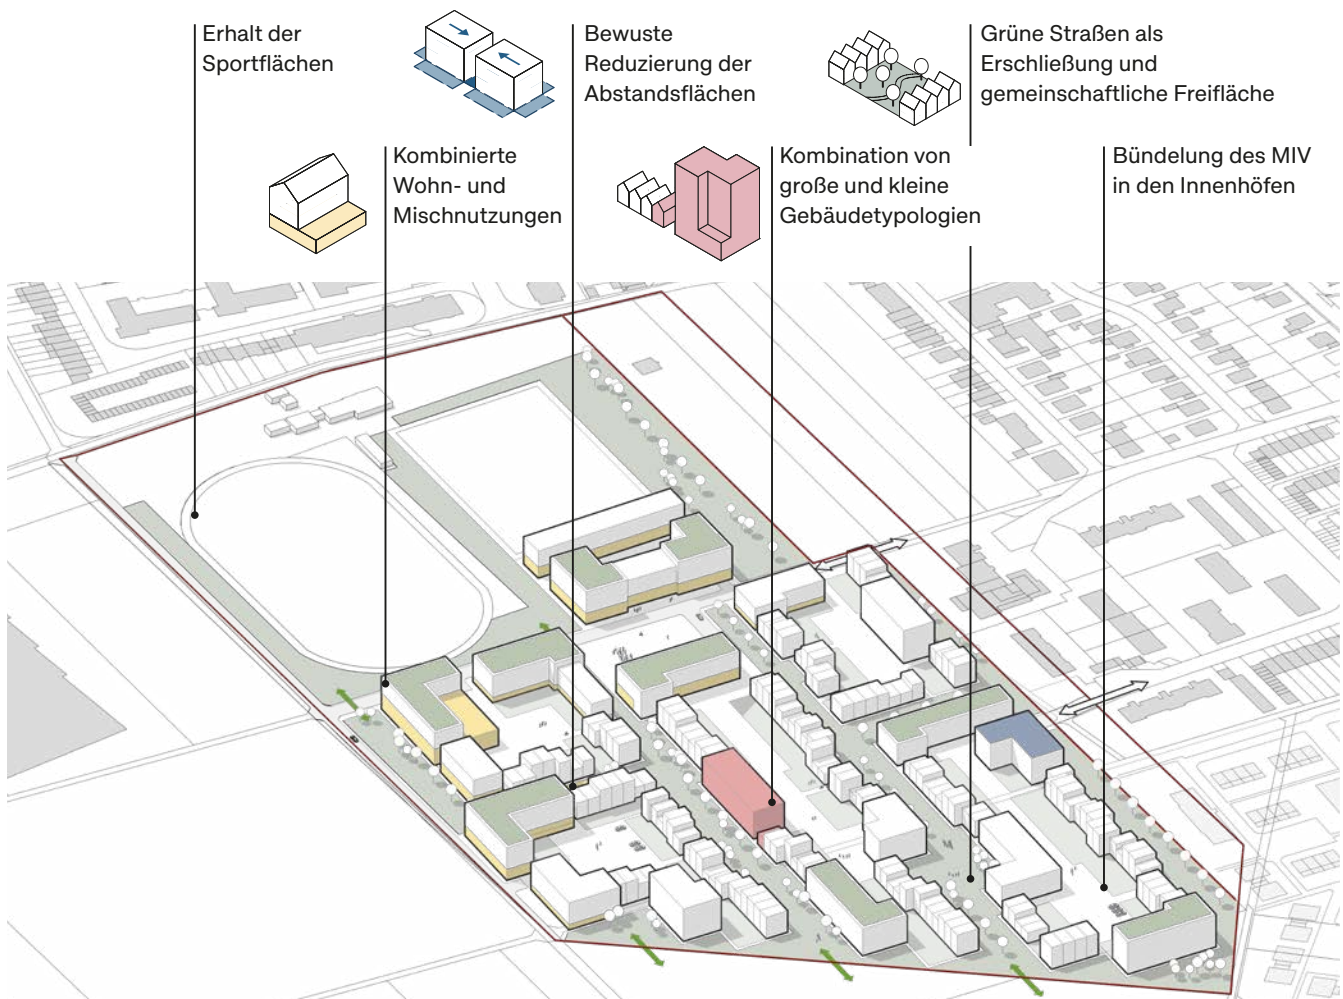 Erhalt der
Sportflächen
Bewuste
Reduzierung der
Abstandsflächen
Grüne Straßen als
Erschließung und
gemeinschaftliche Freifläche
Kombinierte
Wohn- und
Mischnutzungen
Kombination von
große und kleine
Gebäudetypologien
Bündelung des MIV
in den Innenhöfen